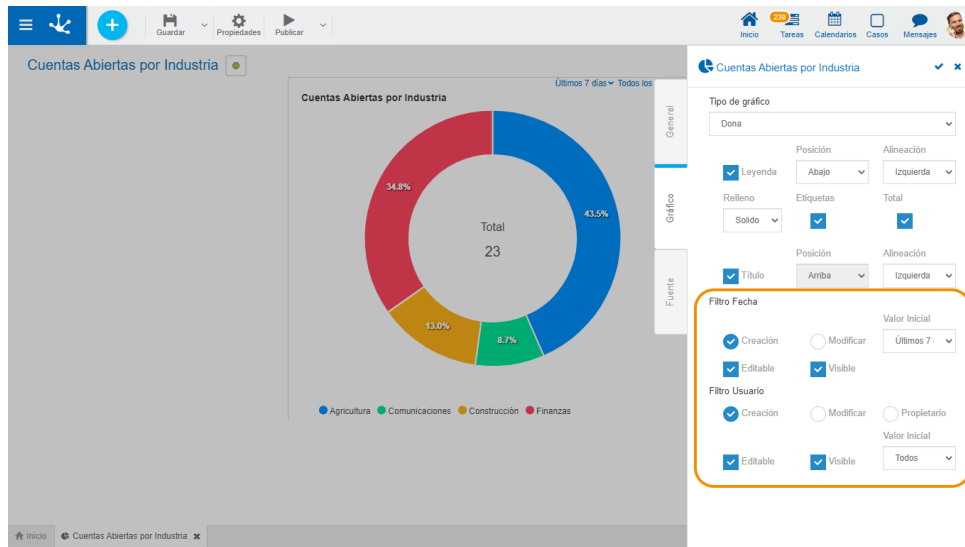 Guardar
Propiedades
Publicar
Inicio
239
Tareas
Calendarios
Casos
Mensajes
Cuentas Abiertas por Industria
Últimos 7 días Todos los
Cuentas Abiertas por Industria
34.8%
43.5%
Total
23
13.0%
8.7%
Agricultura Comunicaciones Construcción Finanzas
General
Gráfico
Fuente
Cuentas Abiertas por Industria
Tipo de gráfico
Dona
Posición Alineación
Leyenda Abajo Izquierda
Relleno Etiquetas Total
Solido
Posición Alineación
Título Arriba Izquierda
Filtro Fecha
Valor Inicial
Creación Modificar Últimos 7
Editable Visible
Filtro Usuario
Creación Modificar Propietario
Valor Inicial
Editable Visible Todos
Inicio Cuentas Abiertas por Industria